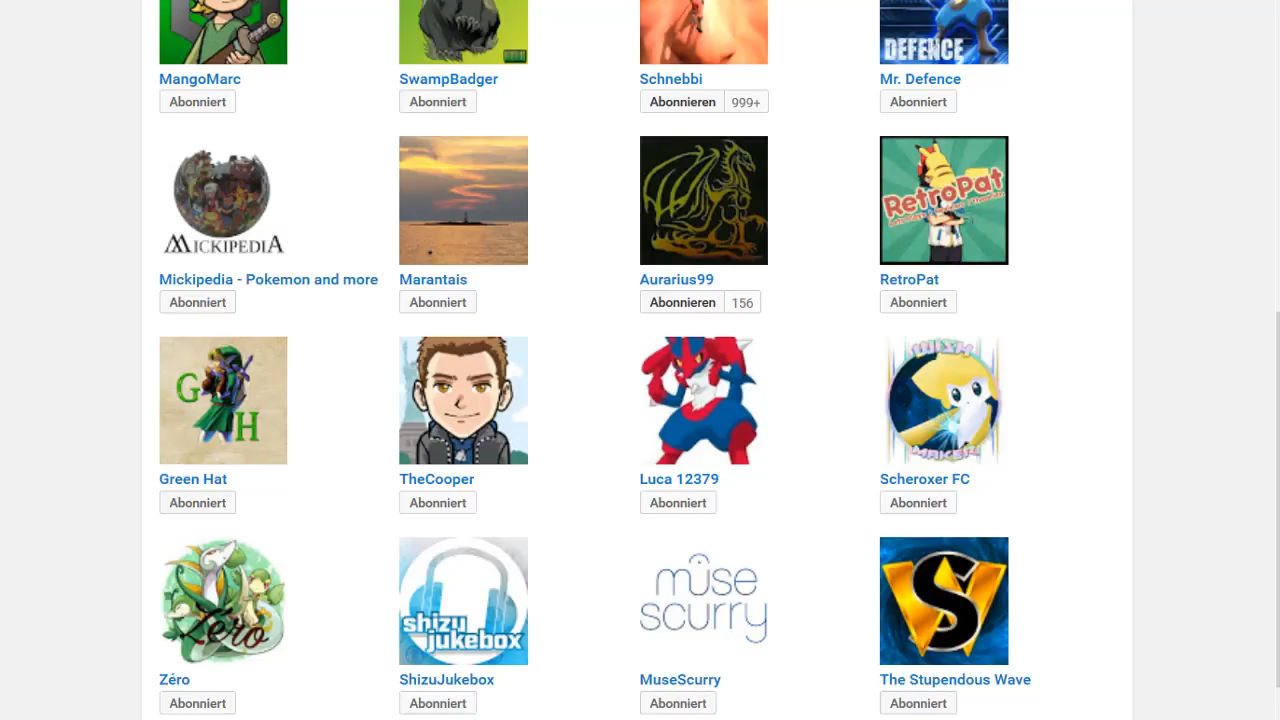 DEFENCE
MangoMarc
SwampBadger
Schnebbi
Mr. Defence
Abonniert
Abonniert
Abonnieren 999+
Abonniert
MICKIPEDIA
RetroPat
Mickipedia - Pokemon and more
Marantais
Aurarius99
RetroPat
Abonniert
Abonniert
Abonnieren 156
Abonniert
G
H
WISH
MAKER
Green Hat
TheCooper
Luca 12379
Scheroxer FC
Abonniert
Abonniert
Abonniert
Abonniert
Zéro
shizu
jukebox
muse
scurry
S
W
Zéro
ShizuJukebox
MuseScurry
The Stupendous Wave
Abonniert
Abonniert
Abonniert
Abonniert